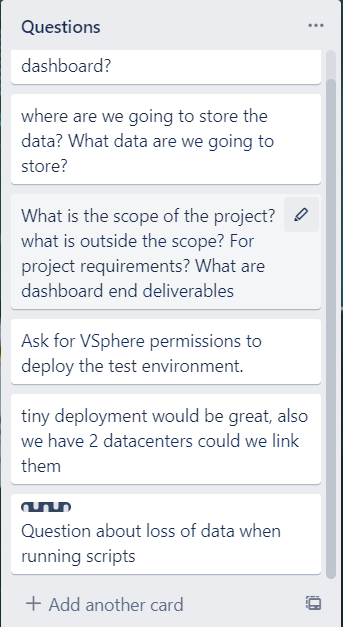 Questions
dashboard?
where are we going to store the
data? What data are we going to
store?
What is the scope of the project?
what is outside the scope? For
project requirements? What are
dashboard end deliverables
Ask for VSphere permissions to
deploy the test environment.
tiny deployment would be great, also
we have 2 datacenters could we link
them
Question about loss of data when
running scripts
Add another card